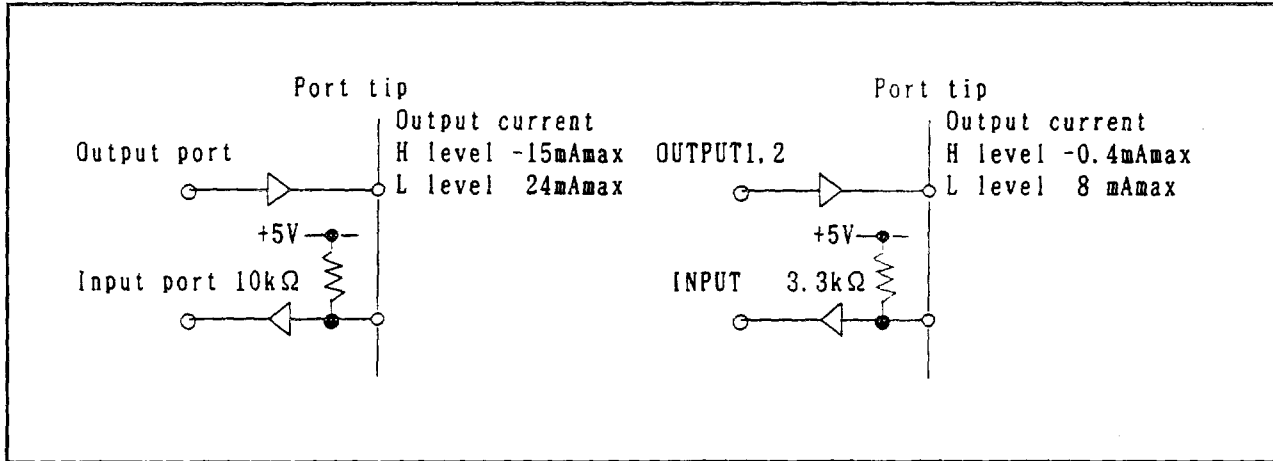 Port tip
Output current
Output port
H level -15mAmax
L level 24mAmax
+5V
Input port 10kΩ
Port tip
Output current
OUTPUT1,2
H level -0.4mAmax
L level 8 mAmax
+5V
INPUT 3.3kΩ